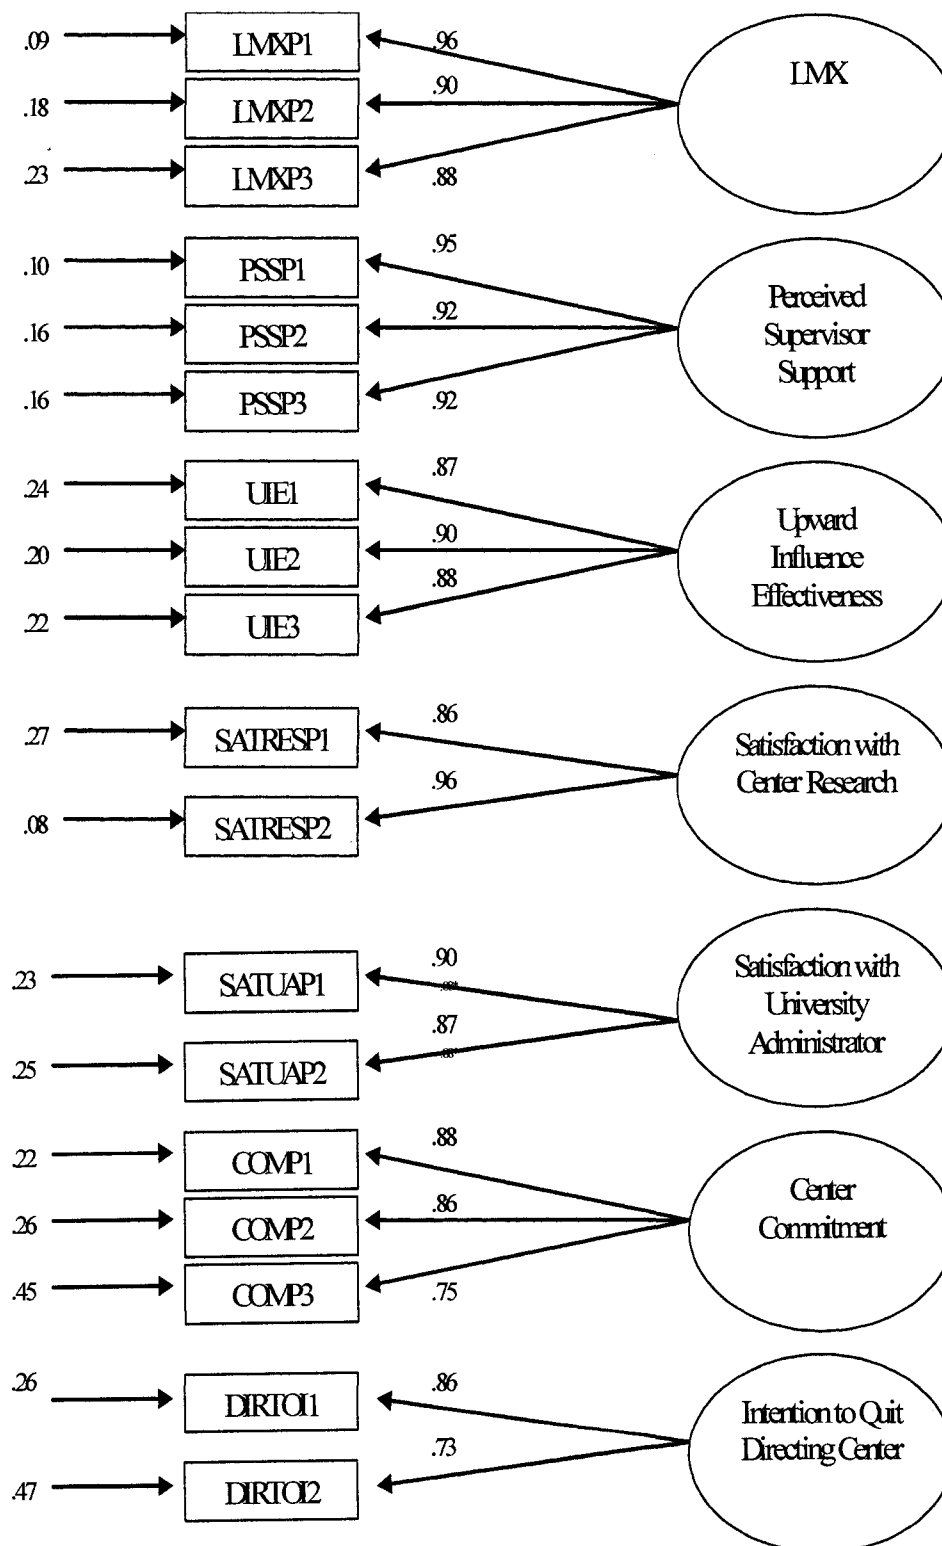 .09 LMXP1 .96
.18 LMXP2 .90
.23 LMXP3 .88
LMX
.10 PSSP1 .95
.16 PSSP2 .92
.16 PSSP3 .92
Perceived
Supervisor
Support
.24 UIE1 .87
.20 UIE2 .90
.22 UIE3 .88
Upward
Influence
Effectiveness
.27 SATRESP1 .86
.08 SATRESP2 .96
Satisfaction with
Center Research
.23 SATUAP1 .90
.25 SATUAP2 .87
Satisfaction with
University
Administrator
.22 COMP1 .88
.26 COMP2 .86
.45 COMP3 .75
Center
Commitment
.26 DIRTOI1 .86
.47 DIRTOI2 .73
Intention to Quit
Directing Center